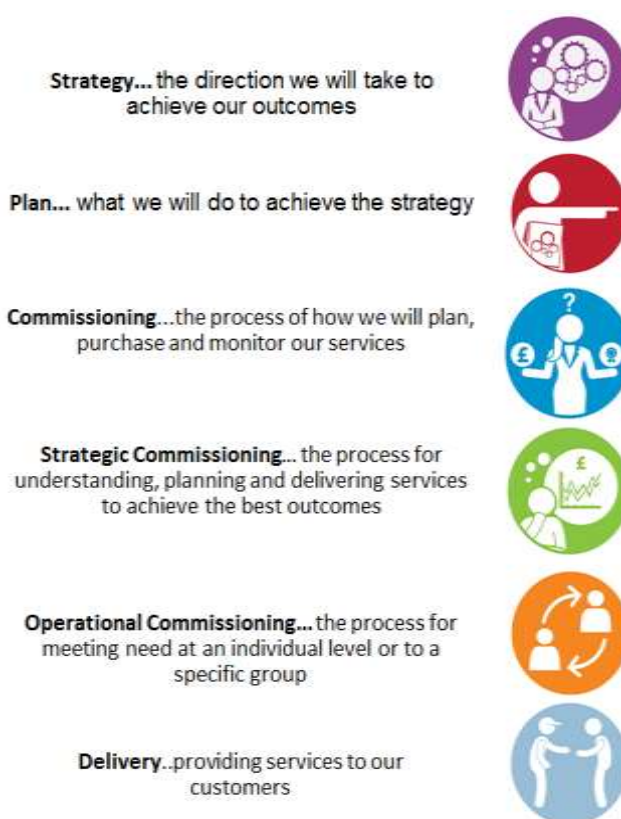 Strategy... the direction we will take to
achieve our outcomes
Plan... what we will do to achieve the strategy
?
Commissioning...the process of how we will plan,
purchase and monitor our services
£
Strategic Commissioning... the process for
understanding, planning and delivering services
to achieve the best outcomes
£
Operational Commissioning... the process for
meeting need at an individual level or to a
specific group
Delivery..providing services to our
customers